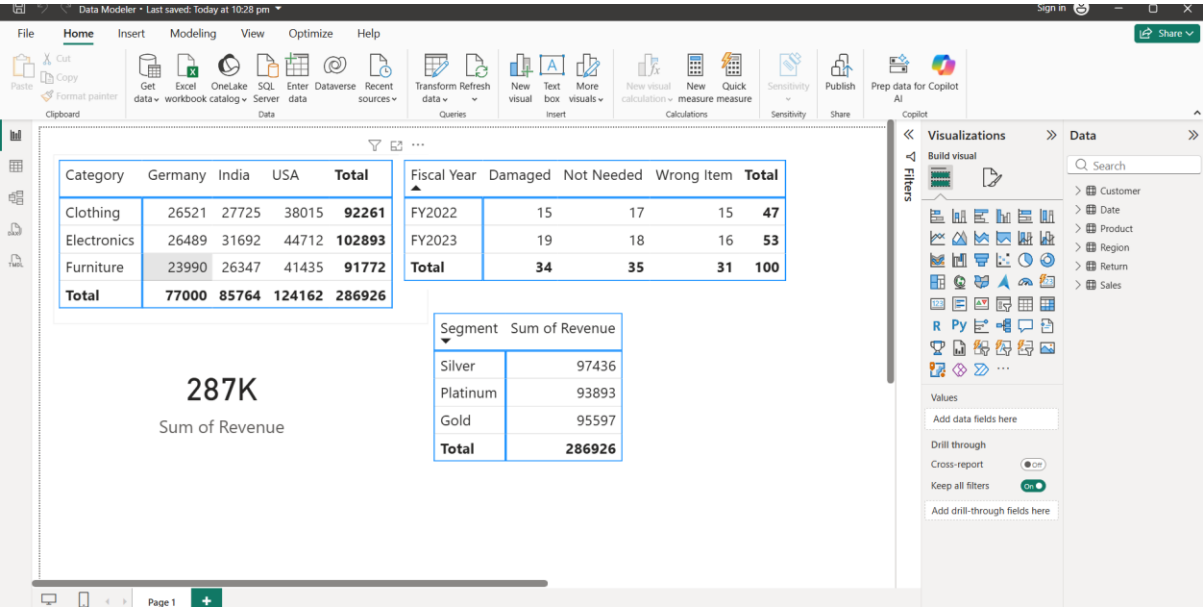 Data Modeler • Last saved: Today at 10:28 pm
Sign in
File Home Insert Modeling View Optimize Help
Share
Paste
Cut
Copy
Format painter
Clipboard
Get data
Excel workbook
OneLake catalog
SQL Server
Enter data
Dataverse
Recent sources
Data
Transform data
Refresh
Queries
New visual
Text box
More visuals
Insert
New visual calculation
New measure
Quick measure
Calculations
Sensitivity
Sensitivity
Publish
Share
Prep data for AI
Copilot
Copilot
Category Germany India USA Total
Clothing 26521 27725 38015 92261
Electronics 26489 31692 44712 102893
Furniture 23990 26347 41435 91772
Total 77000 85764 124162 286926
Fiscal Year Damaged Not Needed Wrong Item Total
FY2022 15 17 15 47
FY2023 19 18 16 53
Total 34 35 31 100
Segment Sum of Revenue
Silver 97436
Platinum 93893
Gold 95597
Total 286926
287K
Sum of Revenue
Filters
Visualizations
Build visual
123
R Py
Values
Add data fields here
Drill through
Cross-report
Off
Keep all filters
On
Add drill-through fields here
Data
Search
Customer
Date
Product
Region
Return
Sales
Page 1